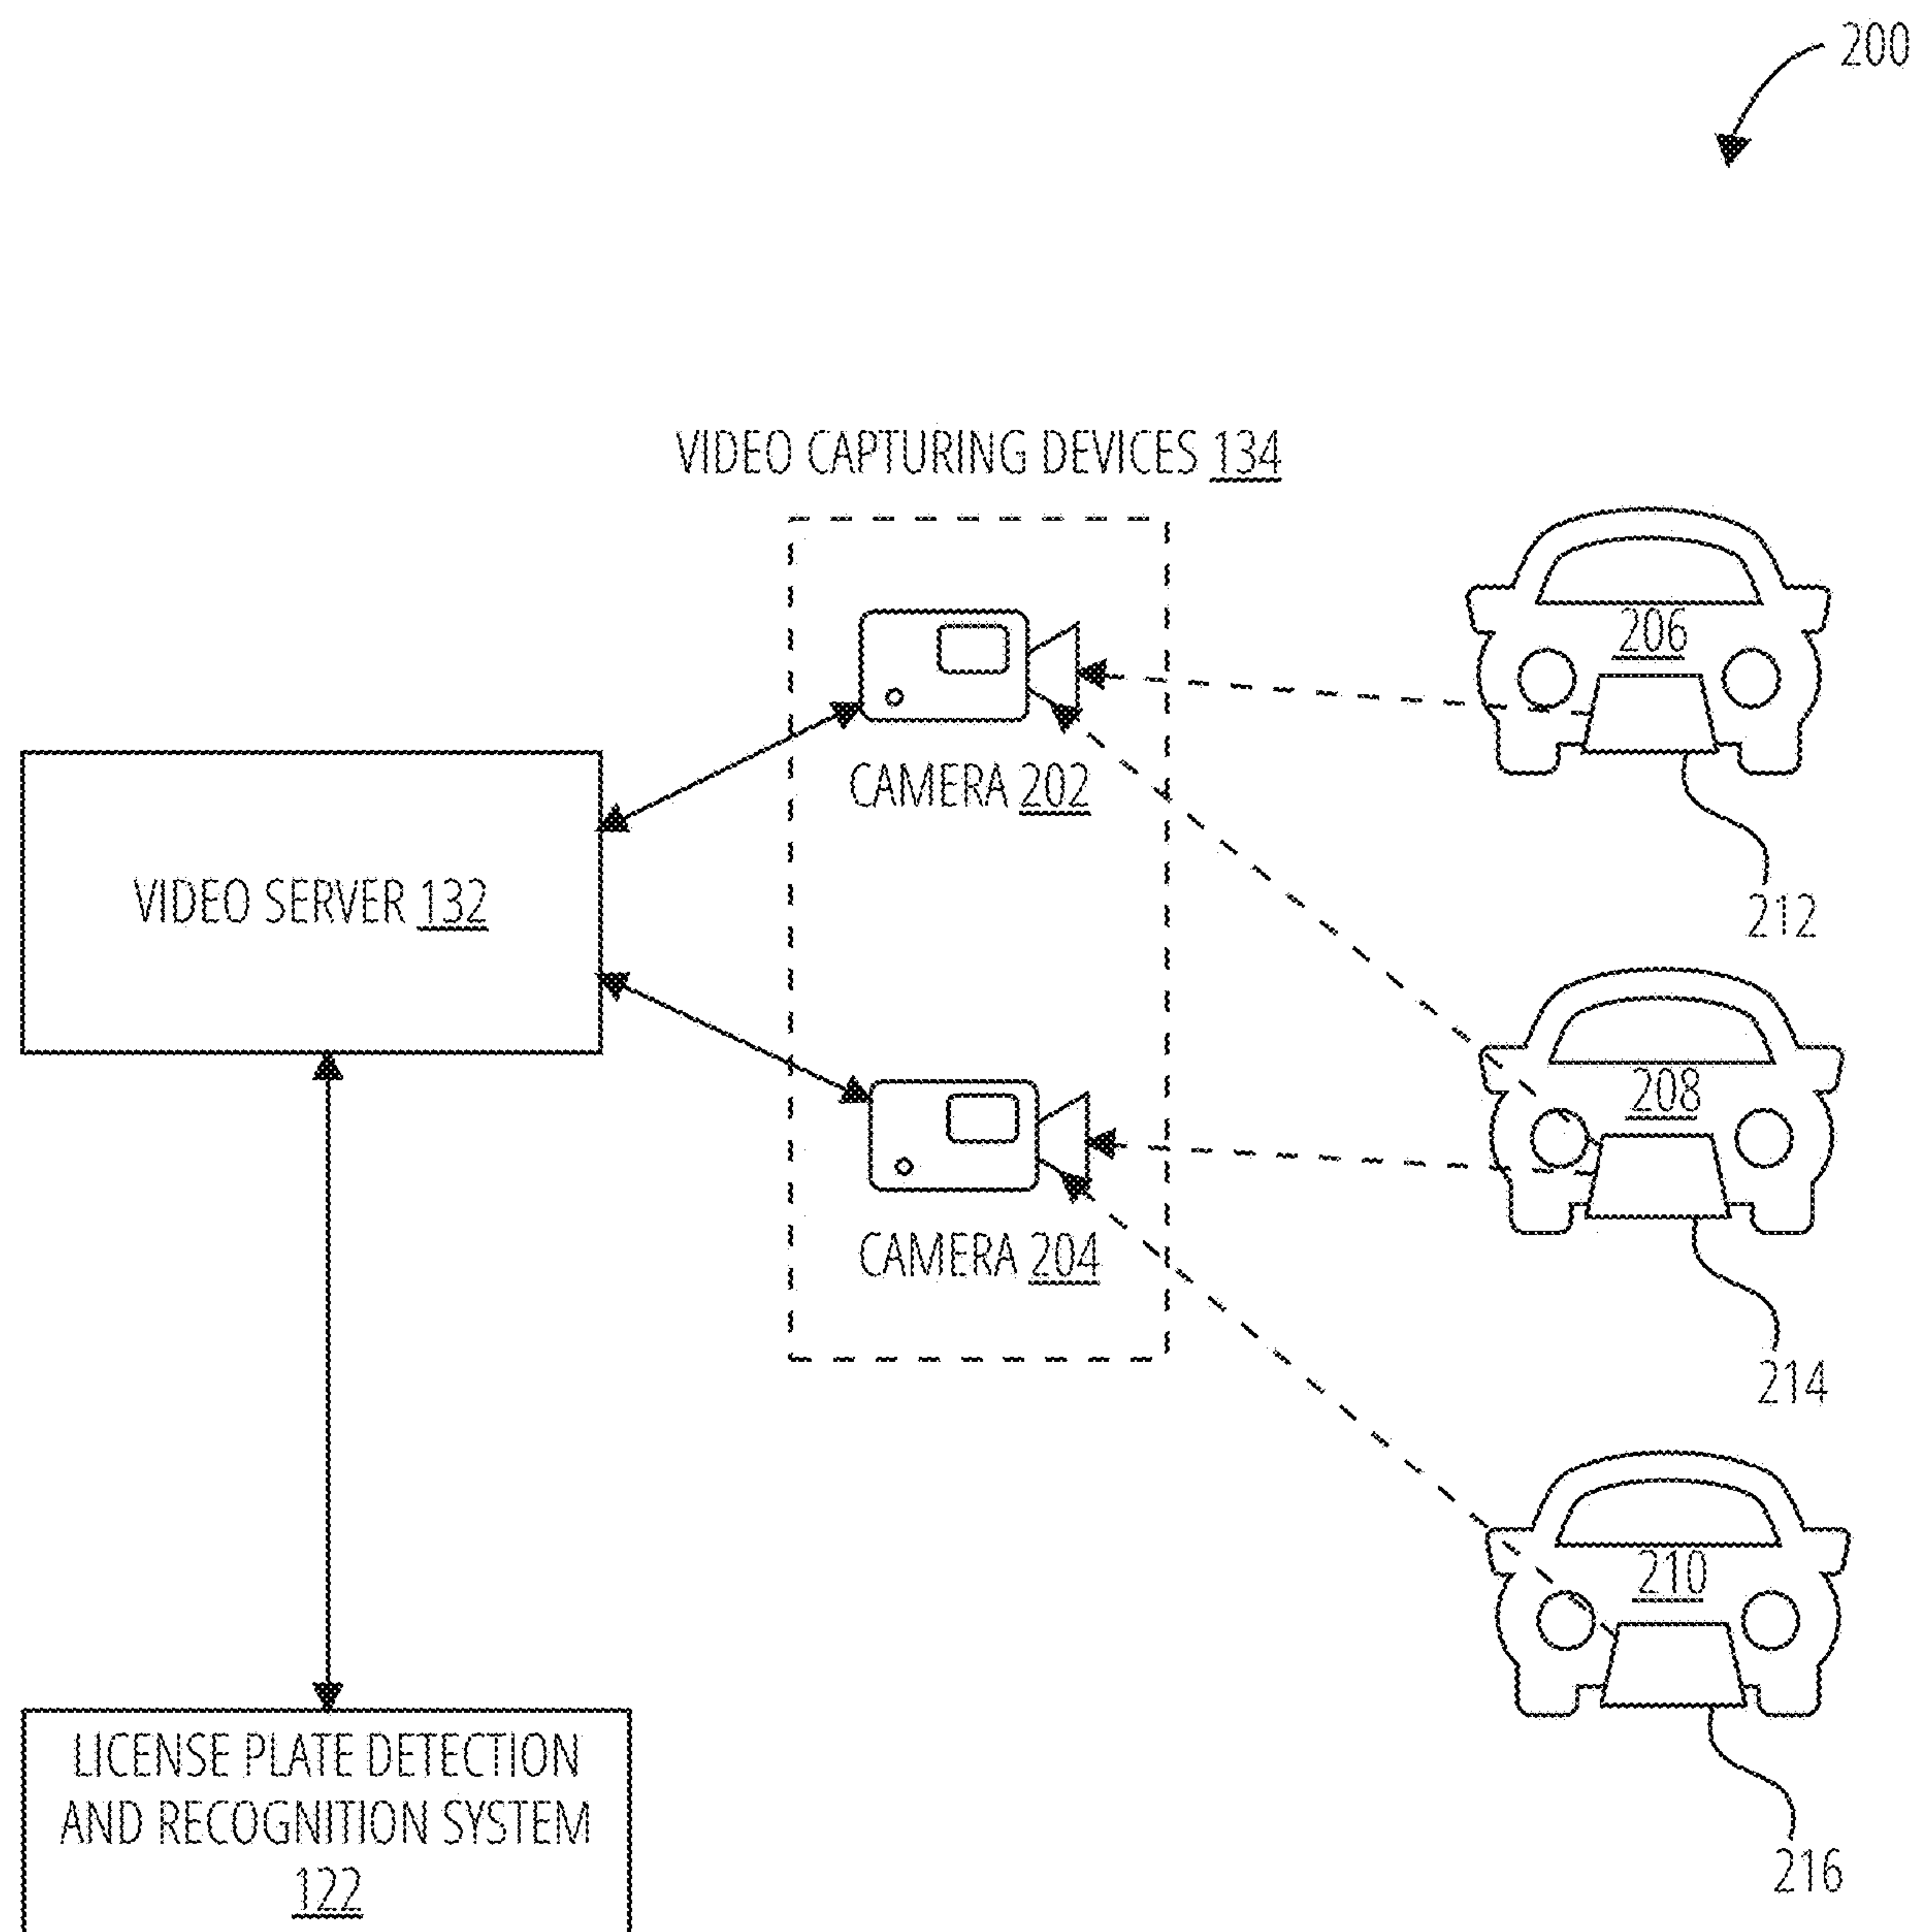 200
VIDEO CAPTURING DEVICES 134
206
CAMERA 202
VIDEO SERVER 132
212
208
CAMERA 204
214
210
LICENSE PLATE DETECTION
AND RECOGNITION SYSTEM
122
216